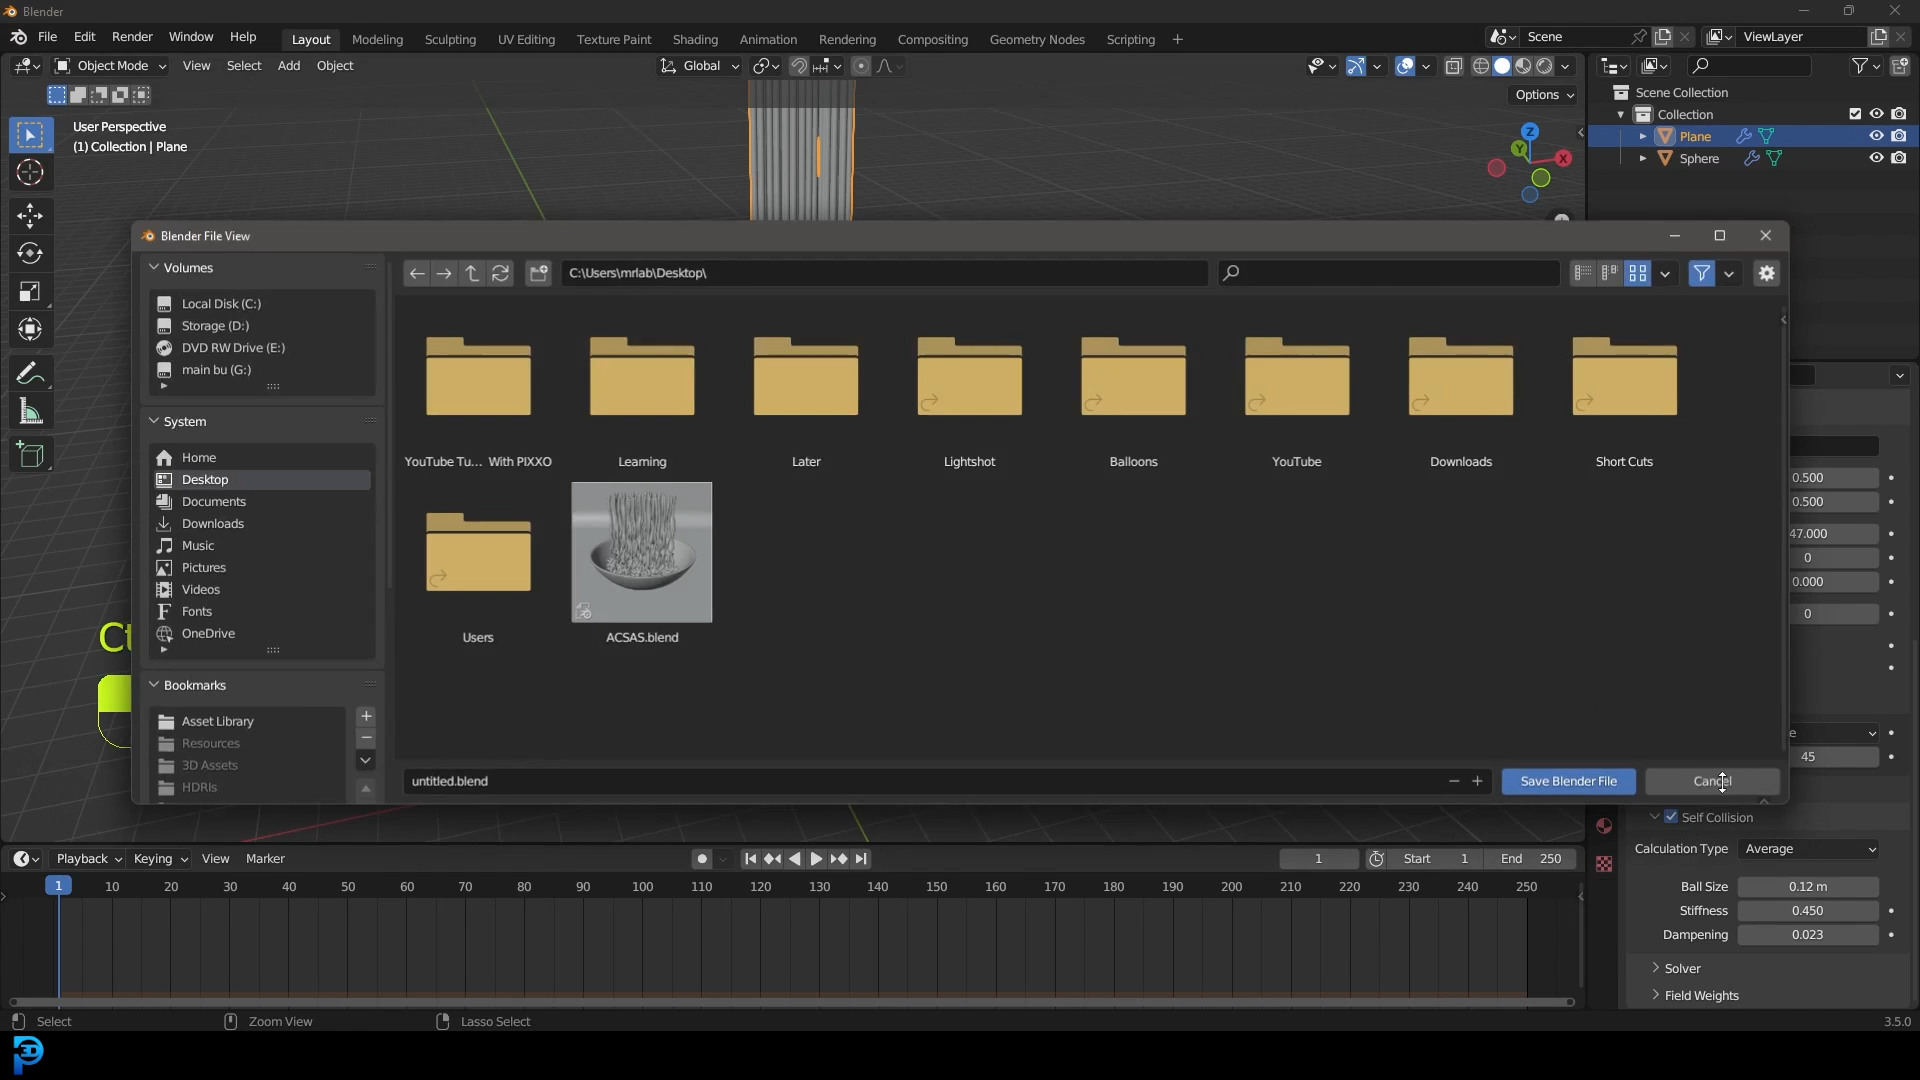 Blender
File Edit Render Window Help Layout Modeling Sculpting UV Editing Texture Paint Shading Animation Rendering Compositing Geometry Nodes Scripting + Scene ViewLayer
Object Mode View Select Add Object Global
Options
User Perspective
(1) Collection | Plane
Z
Y
X
Scene Collection
Collection
Plane
Sphere
Blender File View
Volumes
Local Disk (C:)
Storage (D:)
DVD RW Drive (E:)
main bu (G:)
System
Home
Desktop
Documents
Downloads
Music
Pictures
Videos
Fonts
OneDrive
Bookmarks
Asset Library
Resources
3D Assets
HDRIs
C:\Users\mrlab\Desktop\
YouTube Tu... With PIXXO Learning Later Lightshot Balloons YouTube Downloads Short Cuts
Users ACSAS.blend
untitled.blend Save Blender File Cancel
0.500
0.500
47.000
0
0.000
0
e
45
Self Collision
Calculation Type Average
Ball Size 0.12 m
Stiffness 0.450
Dampening 0.023
Solver
Field Weights
Playback Keying View Marker 1 Start 1 End 250
1 10 20 30 40 50 60 70 80 90 100 110 120 130 140 150 160 170 180 190 200 210 220 230 240 250
Select Zoom View Lasso Select 3.5.0
3D